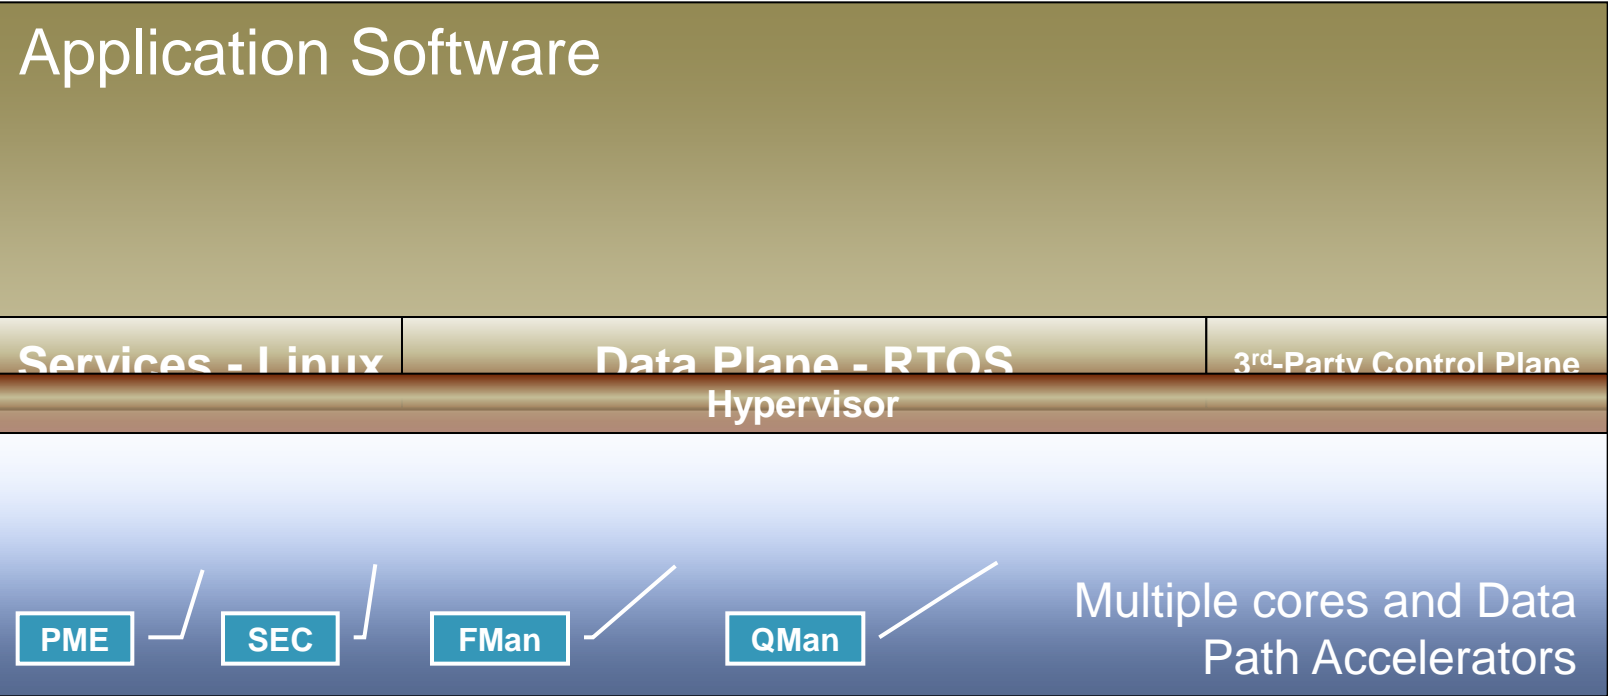 Application Software
Services - Linux
Data Plane - RTOS
3rd-Party Control Plane
Hypervisor
PME
SEC
FMan
QMan
Multiple cores and Data
Path Accelerators